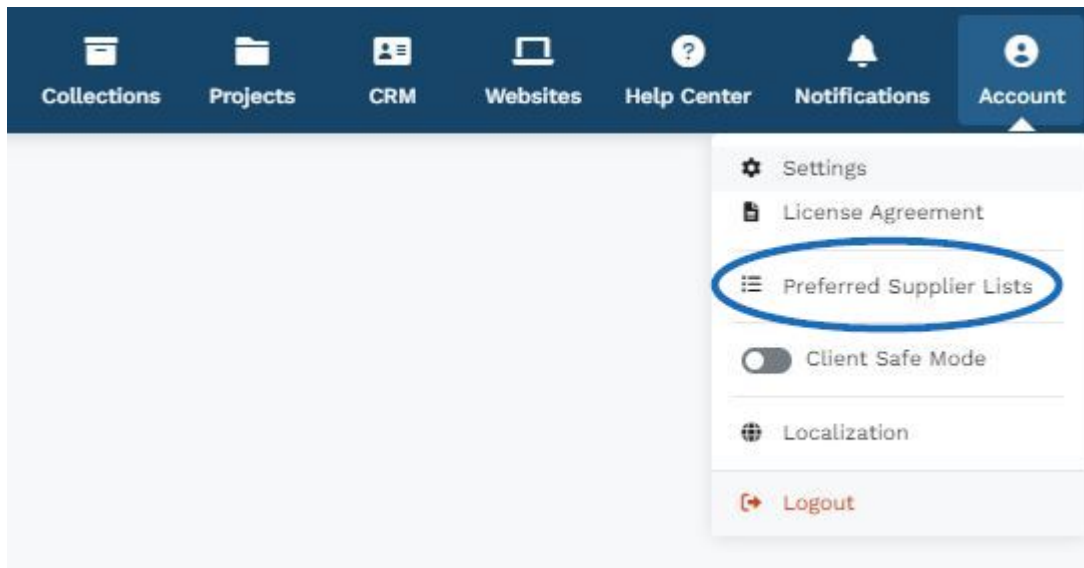 Collections Projects CRM Websites Help Center Notifications Account
Settings
License Agreement
Preferred Supplier Lists
Client Safe Mode
Localization
Logout